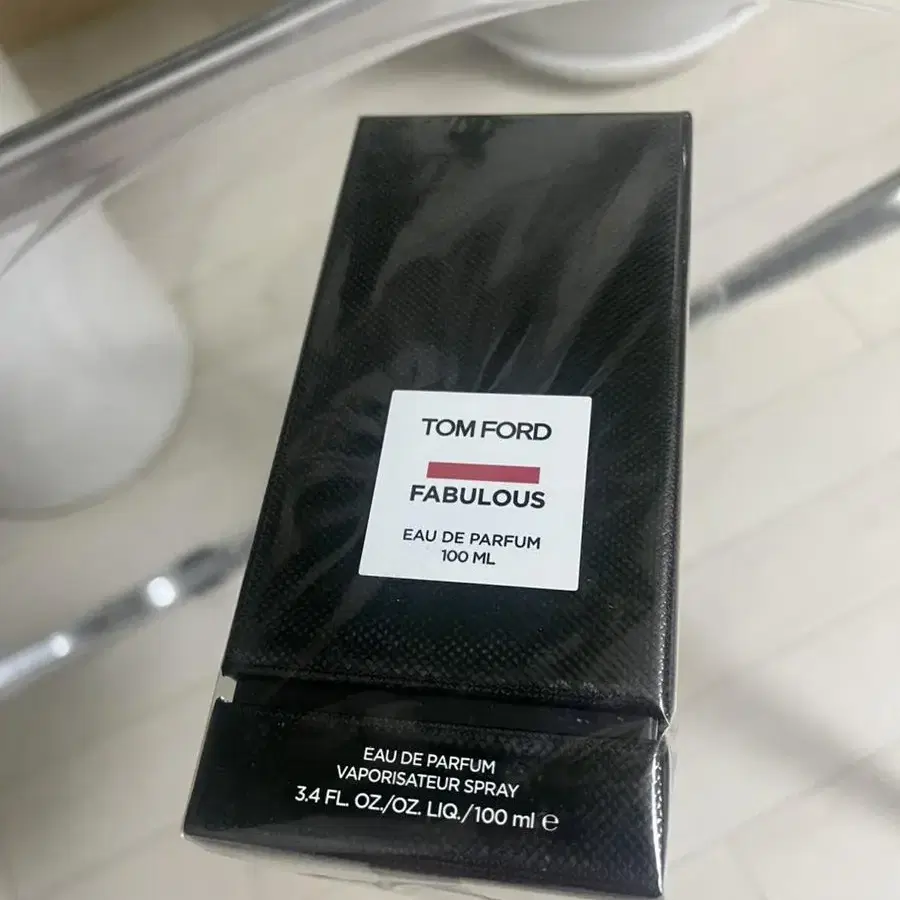 TOM FORD
FABULOUS
EAU DE PARFUM
100 ML
EAU DE PARFUM
VAPORISATEUR SPRAY
3.4 FL. OZ./OZ. LIQ./100 ml ℮